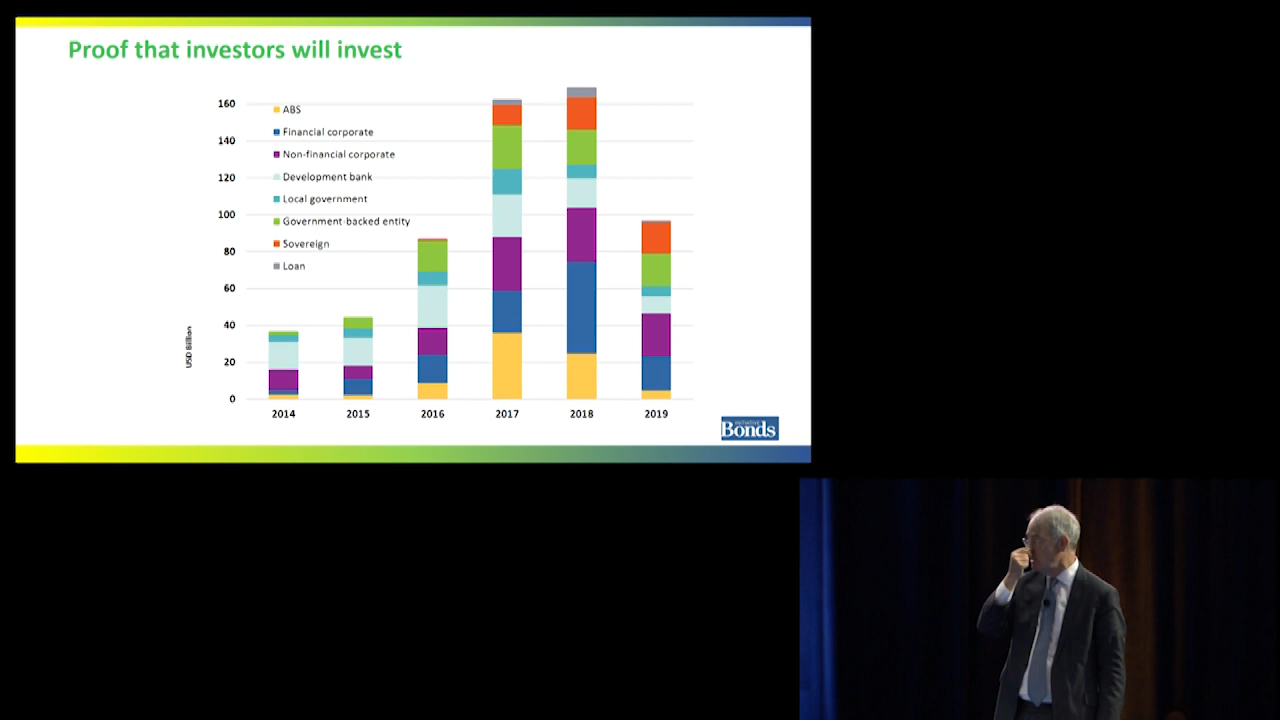 Proof that investors will invest
160
140
120
100
80
60
40
20
0
USD Billion
ABS
Financial corporate
Non-financial corporate
Development bank
Local government
Government-backed entity
Sovereign
Loan
2014 2015 2016 2017 2018 2019
Bonds